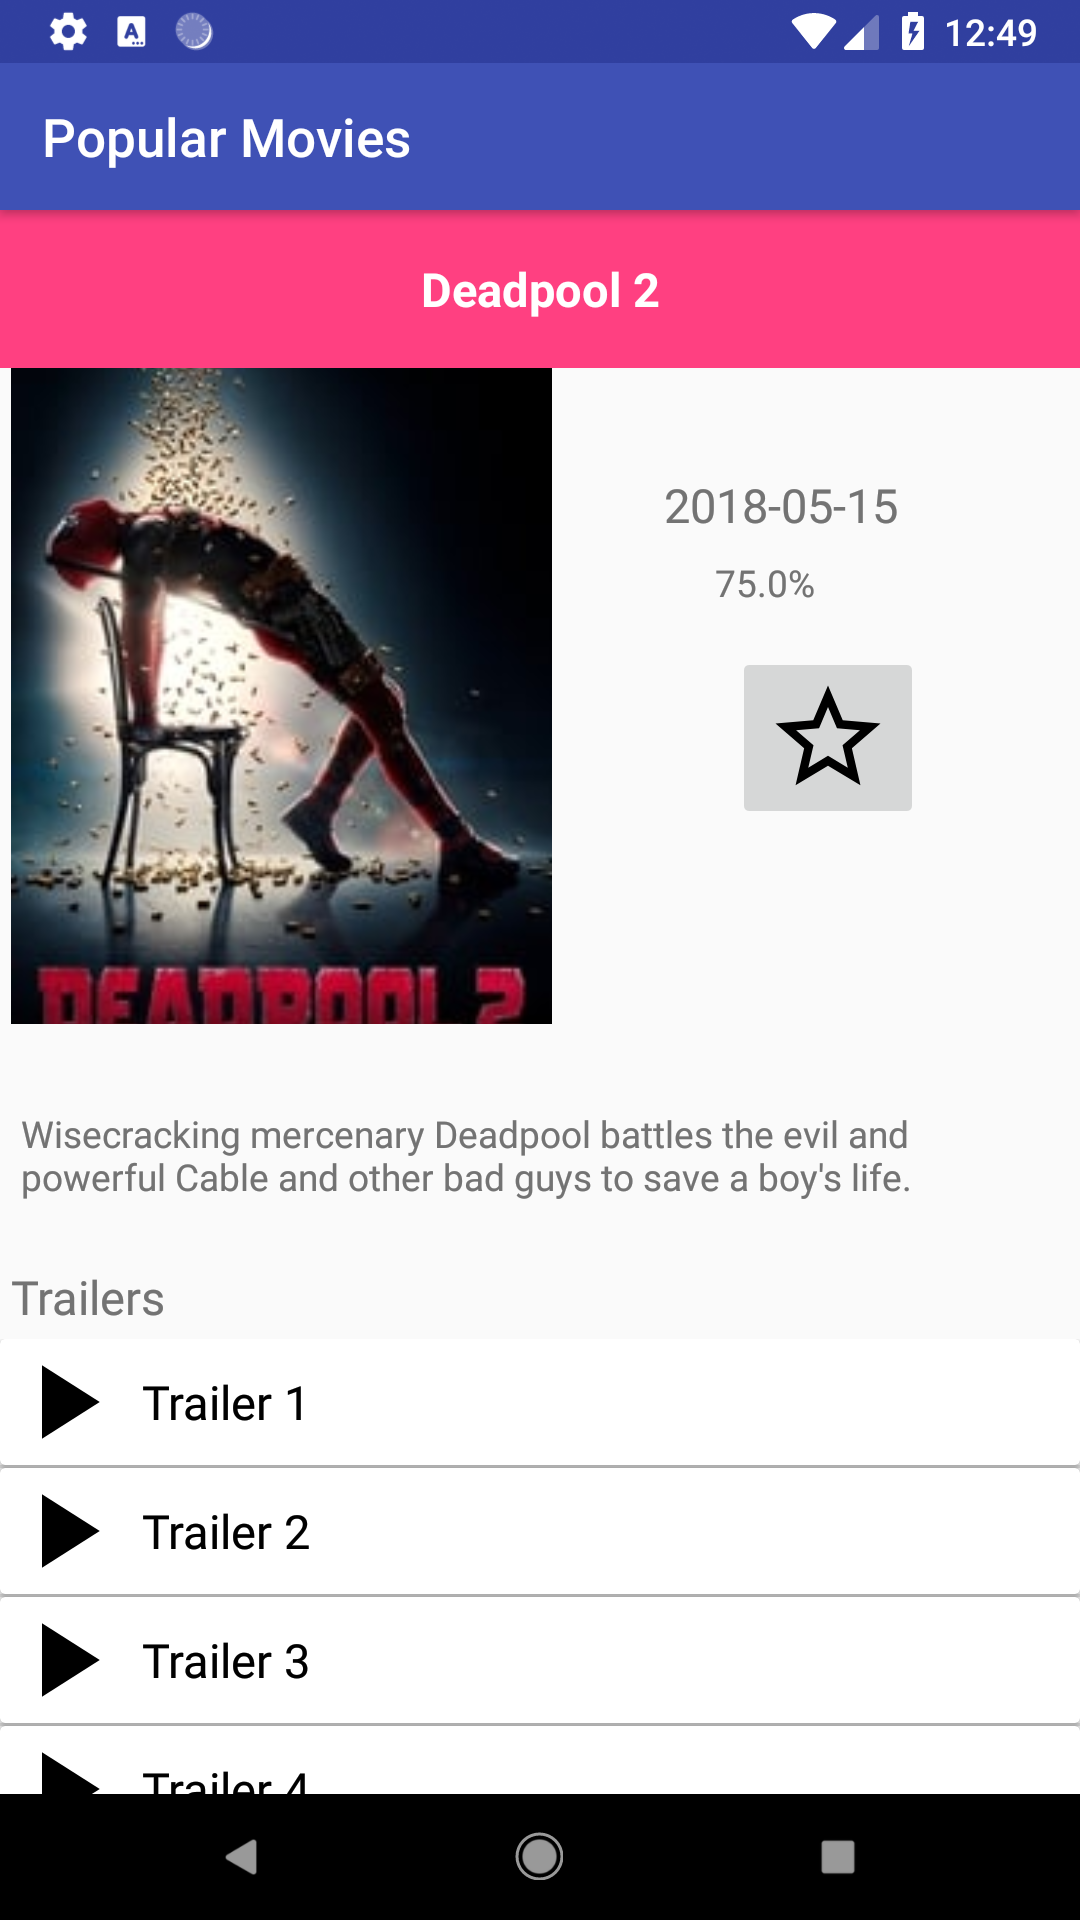 12:49
Popular Movies
Deadpool 2
2018-05-15
75.0%
DEADPOOL 2
Wisecracking mercenary Deadpool battles the evil and
powerful Cable and other bad guys to save a boy's life.
Trailers
Trailer 1
Trailer 2
Trailer 3
Trailer 4